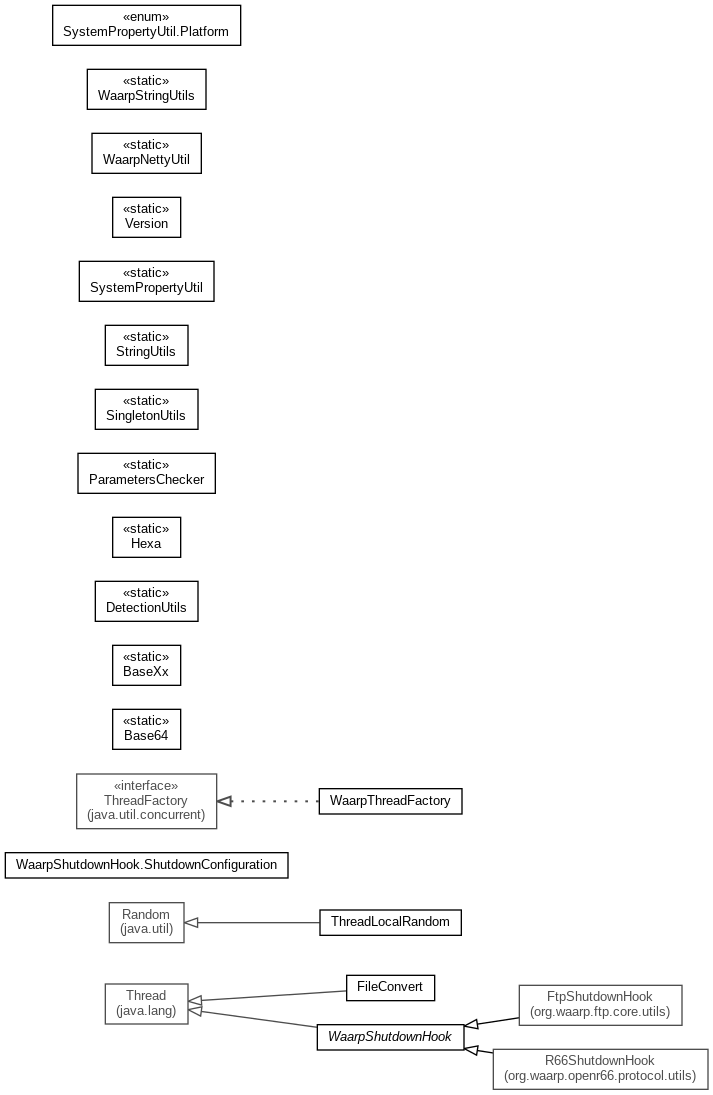 «enum»
SystemPropertyUtil.Platform
«static»
WaarpStringUtils
«static»
WaarpNettyUtil
«static»
Version
«static»
SystemPropertyUtil
«static»
StringUtils
«static»
SingletonUtils
«static»
ParametersChecker
«static»
Hexa
«static»
DetectionUtils
«static»
BaseXx
«static»
Base64
«interface»
ThreadFactory
(java.util.concurrent)
WaarpThreadFactory
WaarpShutdownHook.ShutdownConfiguration
Random
(java.util)
ThreadLocalRandom
Thread
(java.lang)
FileConvert
WaarpShutdownHook
FtpShutdownHook
(org.waarp.ftp.core.utils)
R66ShutdownHook
(org.waarp.openr66.protocol.utils)